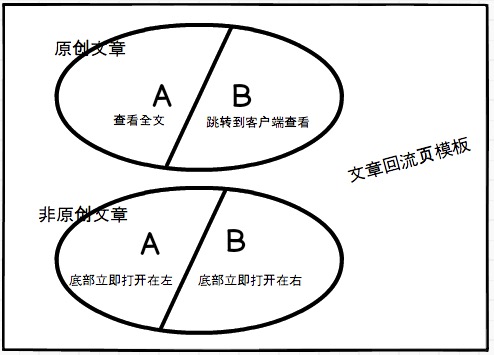 原创文章
A
B
查看全文
跳转到客户端查看
文章回流页模板
非原创文章
A
B
底部立即打开在左
底部立即打开在右